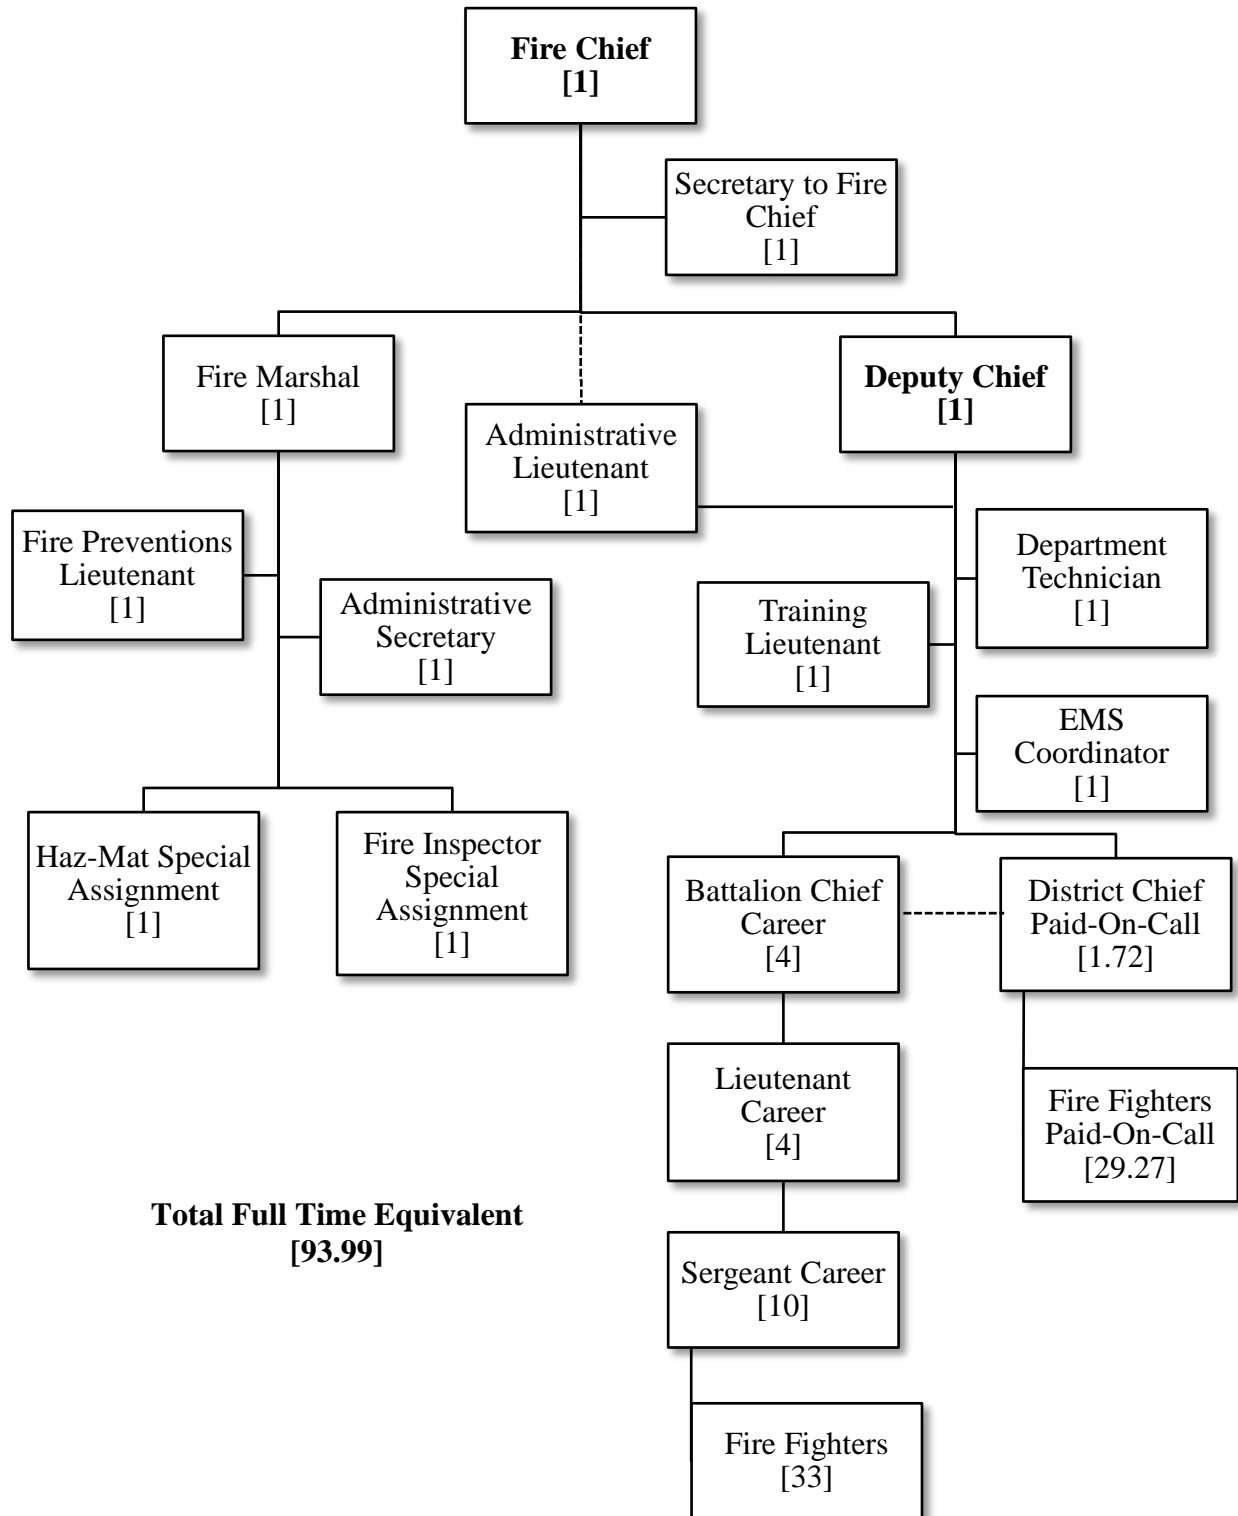 Fire Chief
[1]
Secretary to Fire
Chief
[1]
Fire Marshal
[1]
Deputy Chief
[1]
Administrative
Lieutenant
[1]
Fire Preventions
Lieutenant
[1]
Administrative
Secretary
[1]
Department
Technician
[1]
Training
Lieutenant
[1]
EMS
Coordinator
[1]
Haz-Mat Special
Assignment
[1]
Fire Inspector
Special
Assignment
[1]
Battalion Chief
Career
[4]
District Chief
Paid-On-Call
[1.72]
Lieutenant
Career
[4]
Fire Fighters
Paid-On-Call
[29.27]
Total Full Time Equivalent
[93.99]
Sergeant Career
[10]
Fire Fighters
[33]